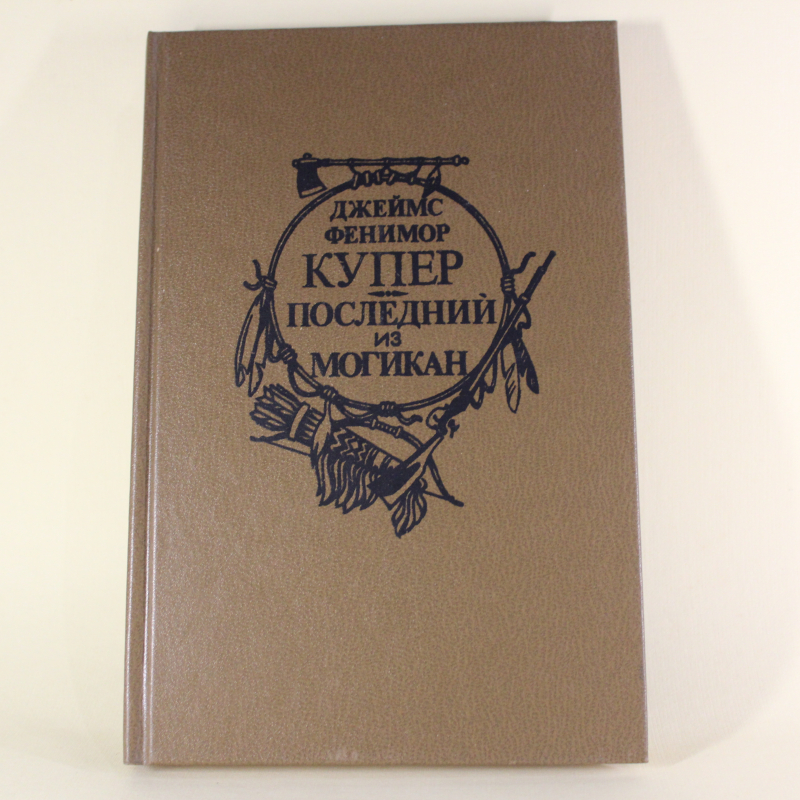 ДЖЕЙМС
ФЕНИМОР
КУПЕР
ПОСЛЕДНИЙ
ИЗ
МОГИКАН